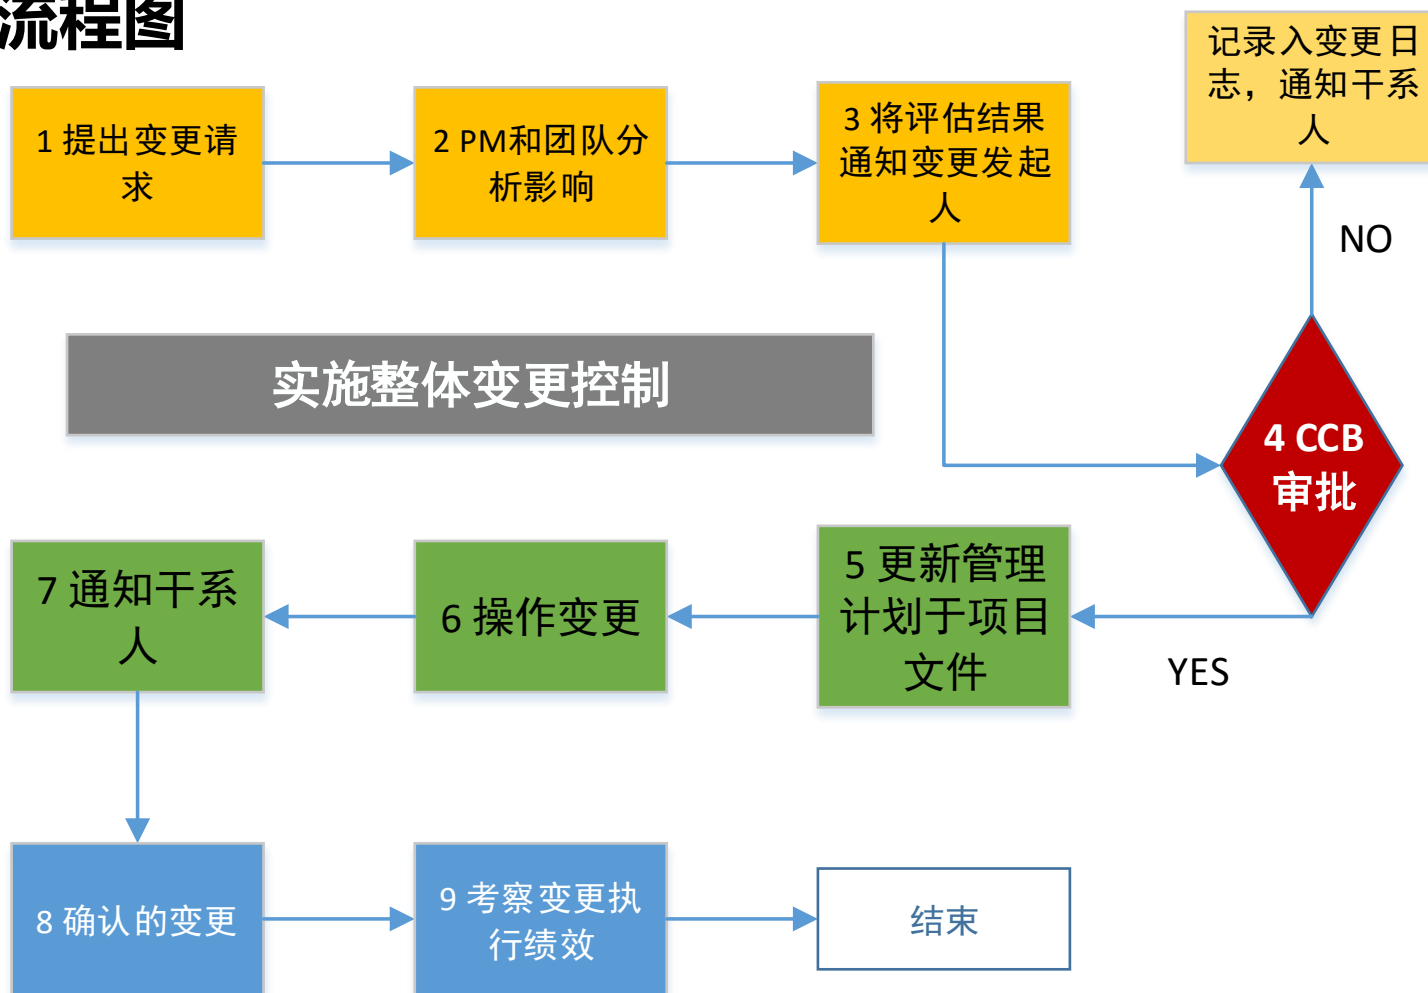 流程图
记录入变更日
志，通知干系
人
1 提出变更请
求
2 PM和团队分
析影响
3 将评估结果
通知变更发起
人
NO
实施整体变更控制
4 CCB
审批
7 通知干系
人
6 操作变更
5 更新管理
计划于项目
文件
YES
8 确认的变更
9 考察变更执
行绩效
结束